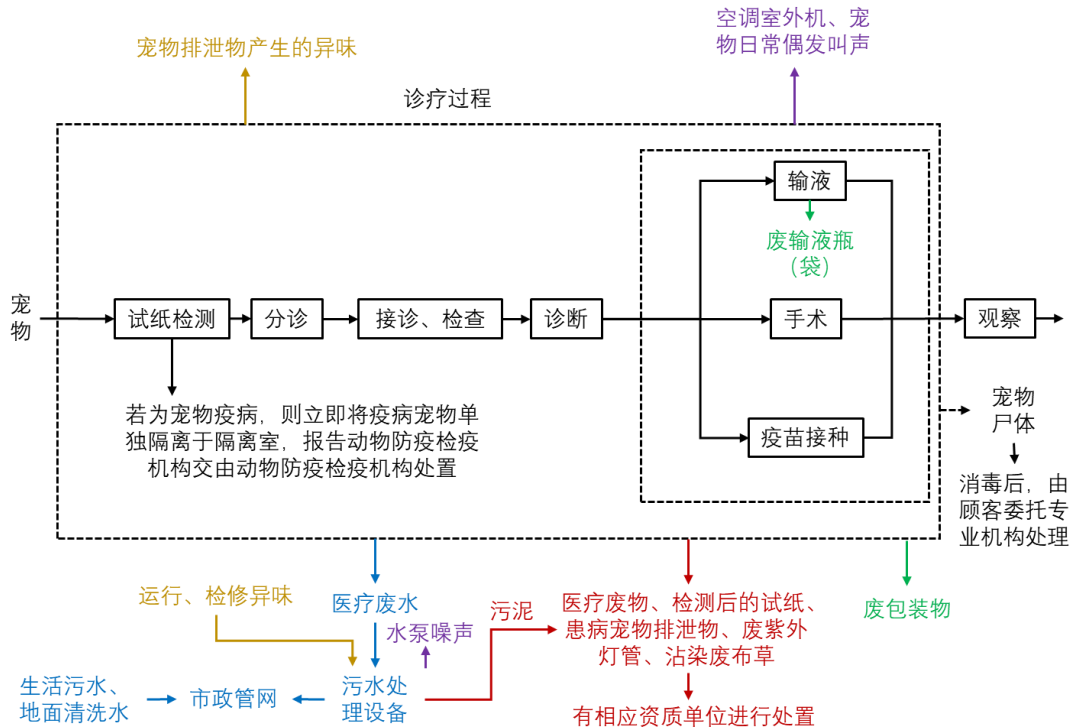 宠物排泄物产生的异味
空调室外机、宠
物日常偶发叫声
诊疗过程
输液
废输液瓶
（袋）
宠
物
试纸检测
分诊
接诊、检查
诊断
手术
观察
若为宠物疫病，则立即将疫病宠物单
独隔离于隔离室，报告动物防疫检疫
机构交由动物防疫检疫机构处置
疫苗接种
宠物
尸体
消毒后，由
顾客委托专
业机构处理
运行、检修异味
医疗废水
水泵噪声
污泥
医疗废物、检测后的试纸、
患病宠物排泄物、废紫外
灯管、沾染废布草
废包装物
生活污水、
地面清洗水
市政管网
污水处
理设备
有相应资质单位进行处置